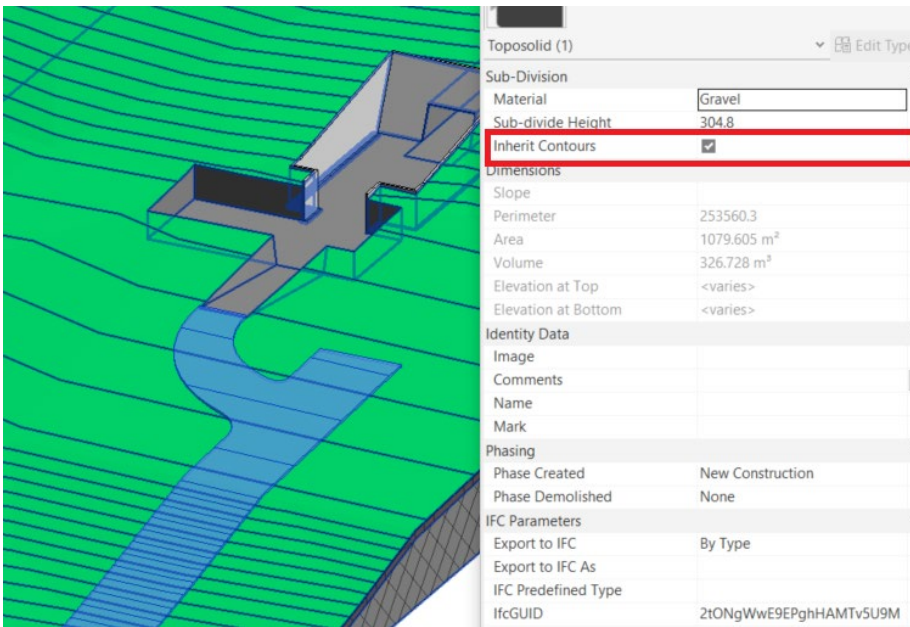 Toposolid (1) Edit Type
Sub-Division
Material Gravel
Sub-divide Height 304.8
Inherit Contours
Dimensions
Slope
Perimeter 253560.3
Area 1079.605 m²
Volume 326.728 m³
Elevation at Top <varies>
Elevation at Bottom <varies>
Identity Data
Image
Comments
Name
Mark
Phasing
Phase Created New Construction
Phase Demolished None
IFC Parameters
Export to IFC By Type
Export to IFC As
IFC Predefined Type
IfcGUID 2tONgWwE9EPghHAMTv5U9M